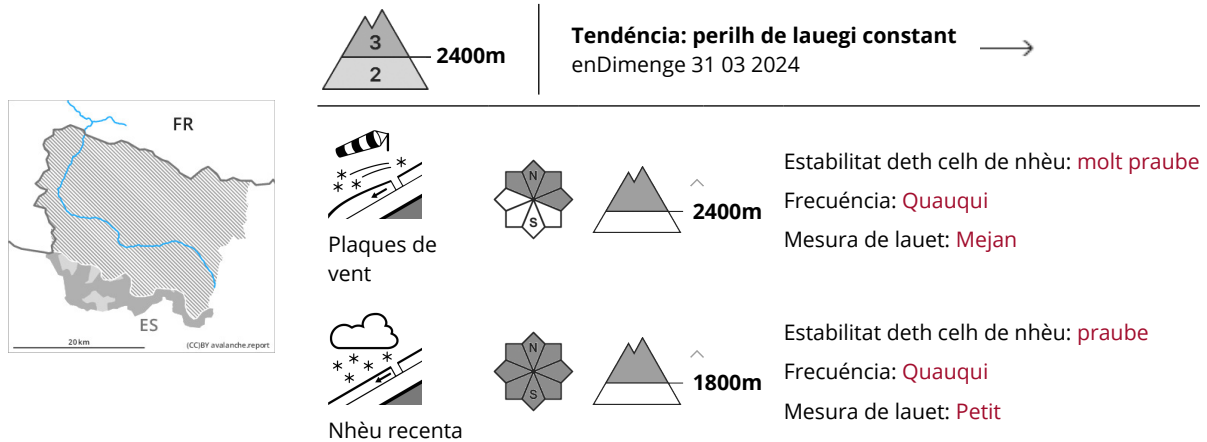 3
2
2400m
Tendéncia: perilh de lauegi constant
enDimenge 31 03 2024
FR
ES
20 km
(CC)BY avalanche.report
N
S
2400m
Plaques de
vent
Estabilitat deth celh de nhèu: molt praube
Frecuéncia: Quauqui
Mesura de lauet: Mejan
N
S
1800m
Nhèu recenta
Estabilitat deth celh de nhèu: praube
Frecuéncia: Quauqui
Mesura de lauet: Petit